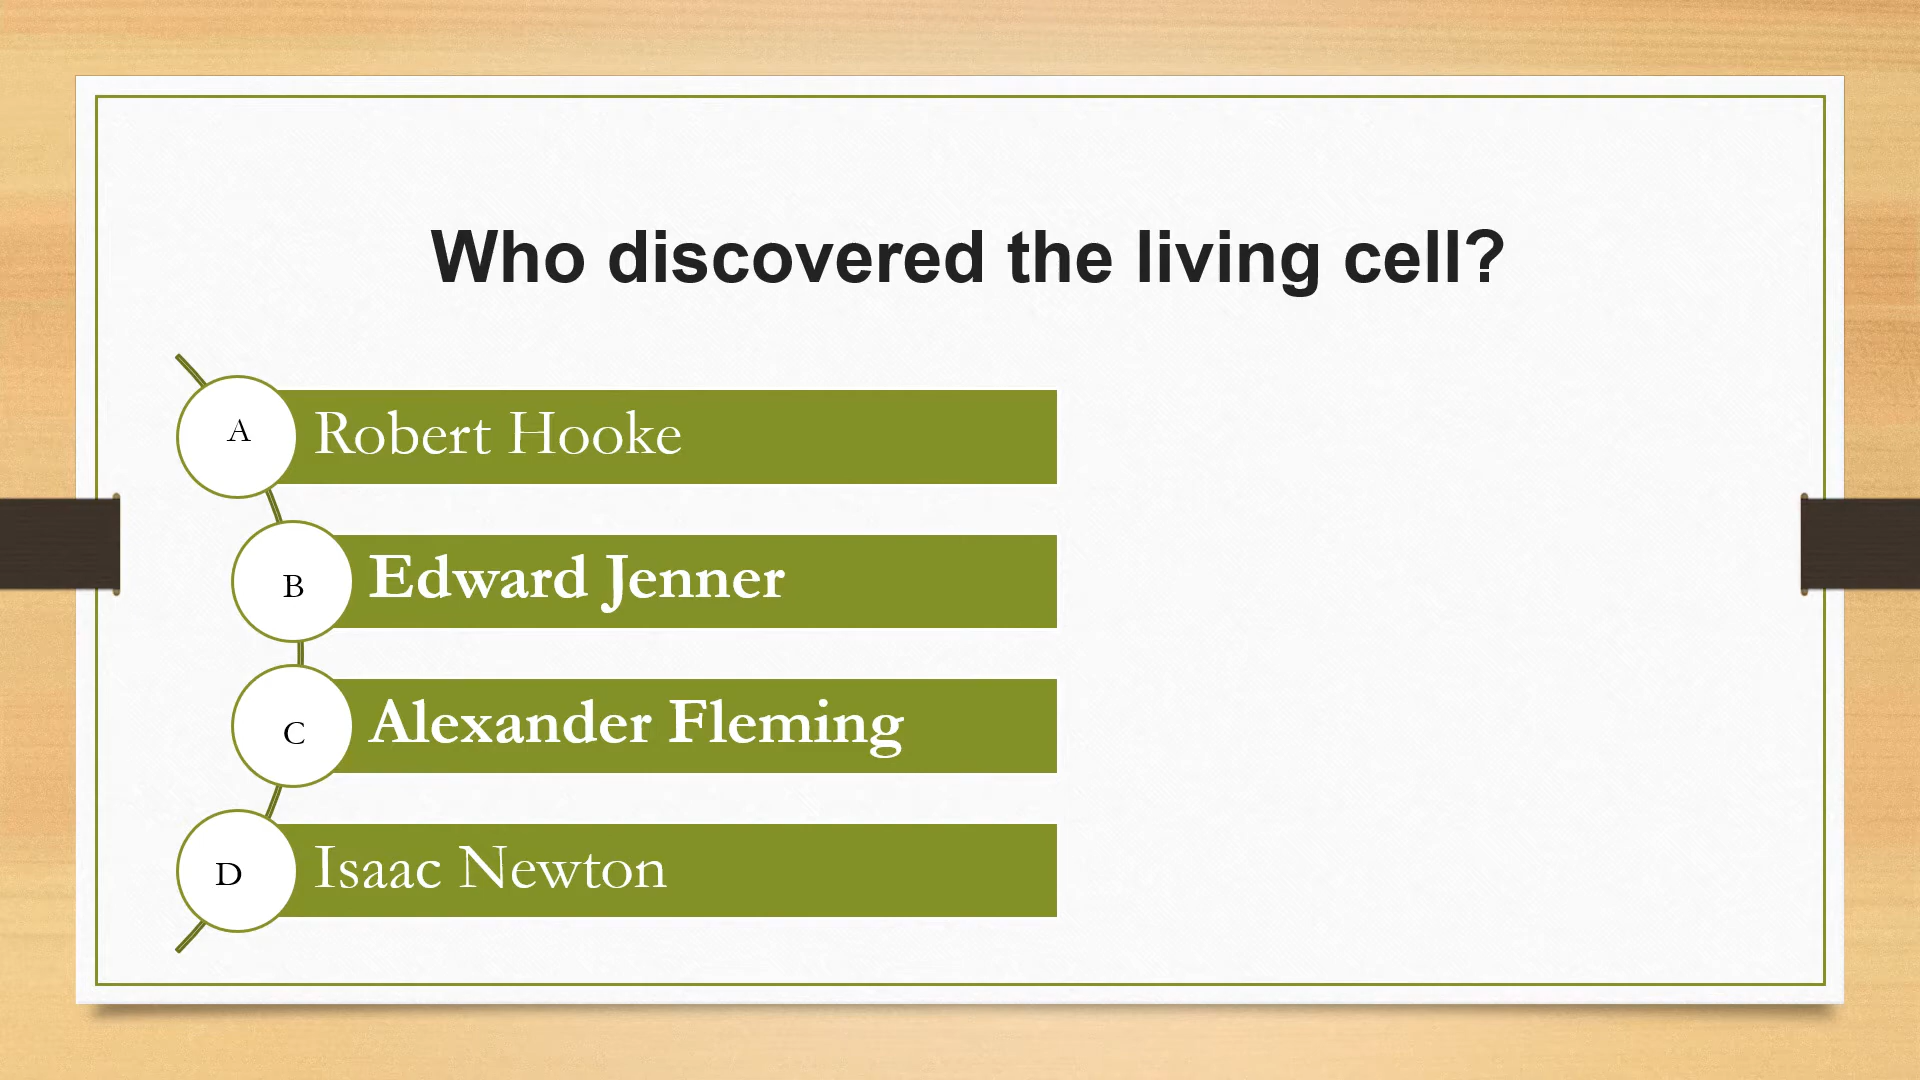 Who discovered the living cell?
A Robert Hooke
B Edward Jenner
C Alexander Fleming
D Isaac Newton